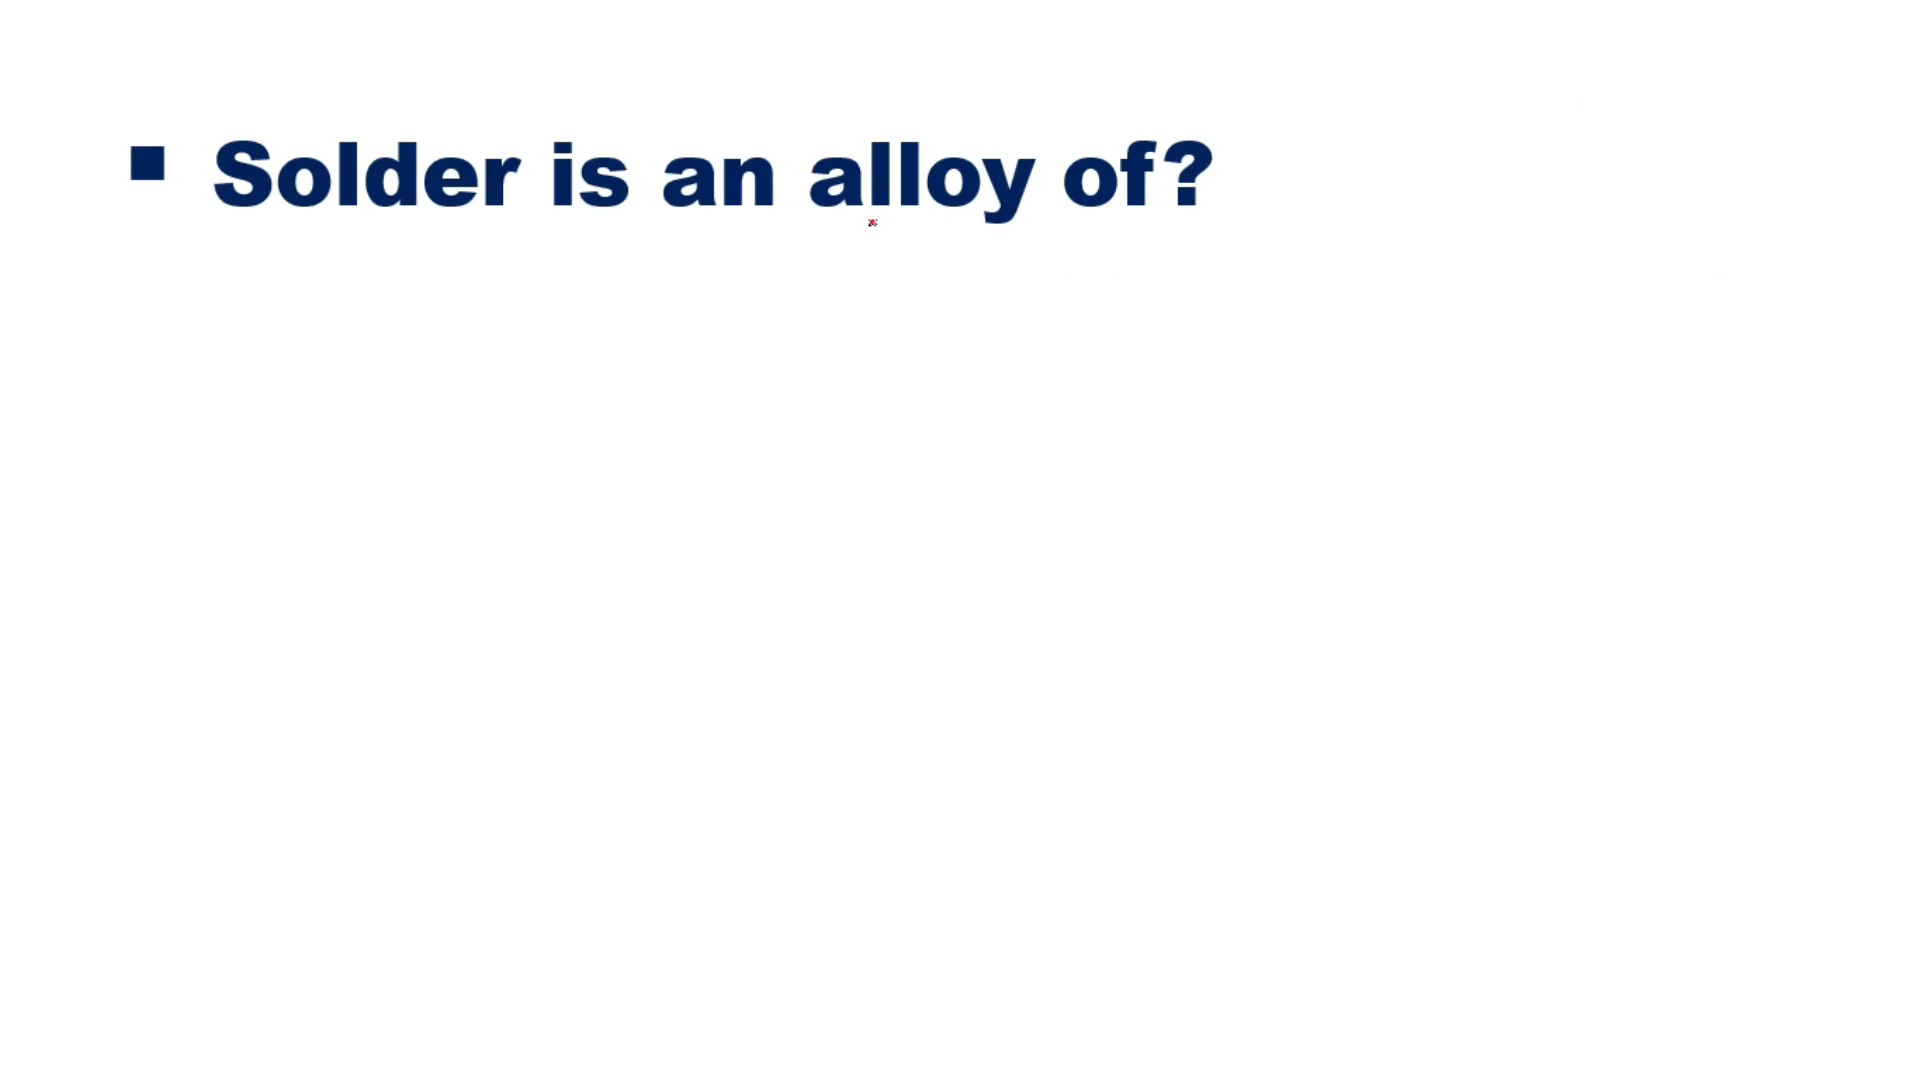 ▪ Solder is an alloy of?